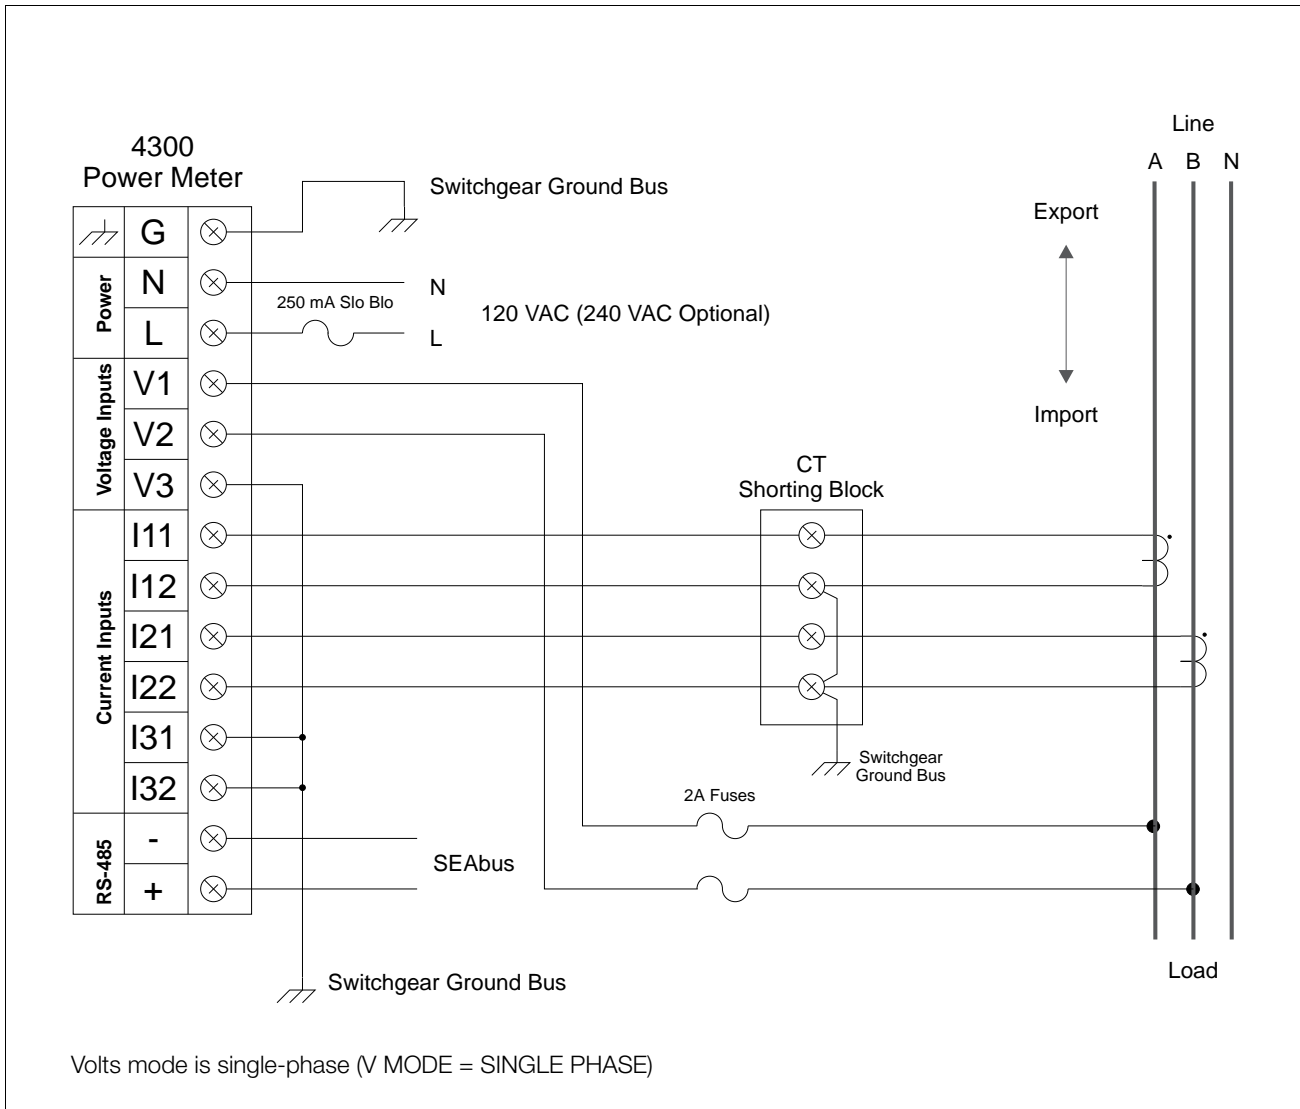 4300
Power Meter
Line
A B N
Switchgear Ground Bus
Export
G
Power
N
N
250 mA Slo Blo
120 VAC (240 VAC Optional)
L
L
Import
Voltage Inputs
V1
V2
V3
CT
Shorting Block
Current Inputs
I11
I12
I21
I22
I31
I32
Switchgear
Ground Bus
2A Fuses
RS-485
-
+
SEAbus
Load
Switchgear Ground Bus
Volts mode is single-phase (V MODE = SINGLE PHASE)